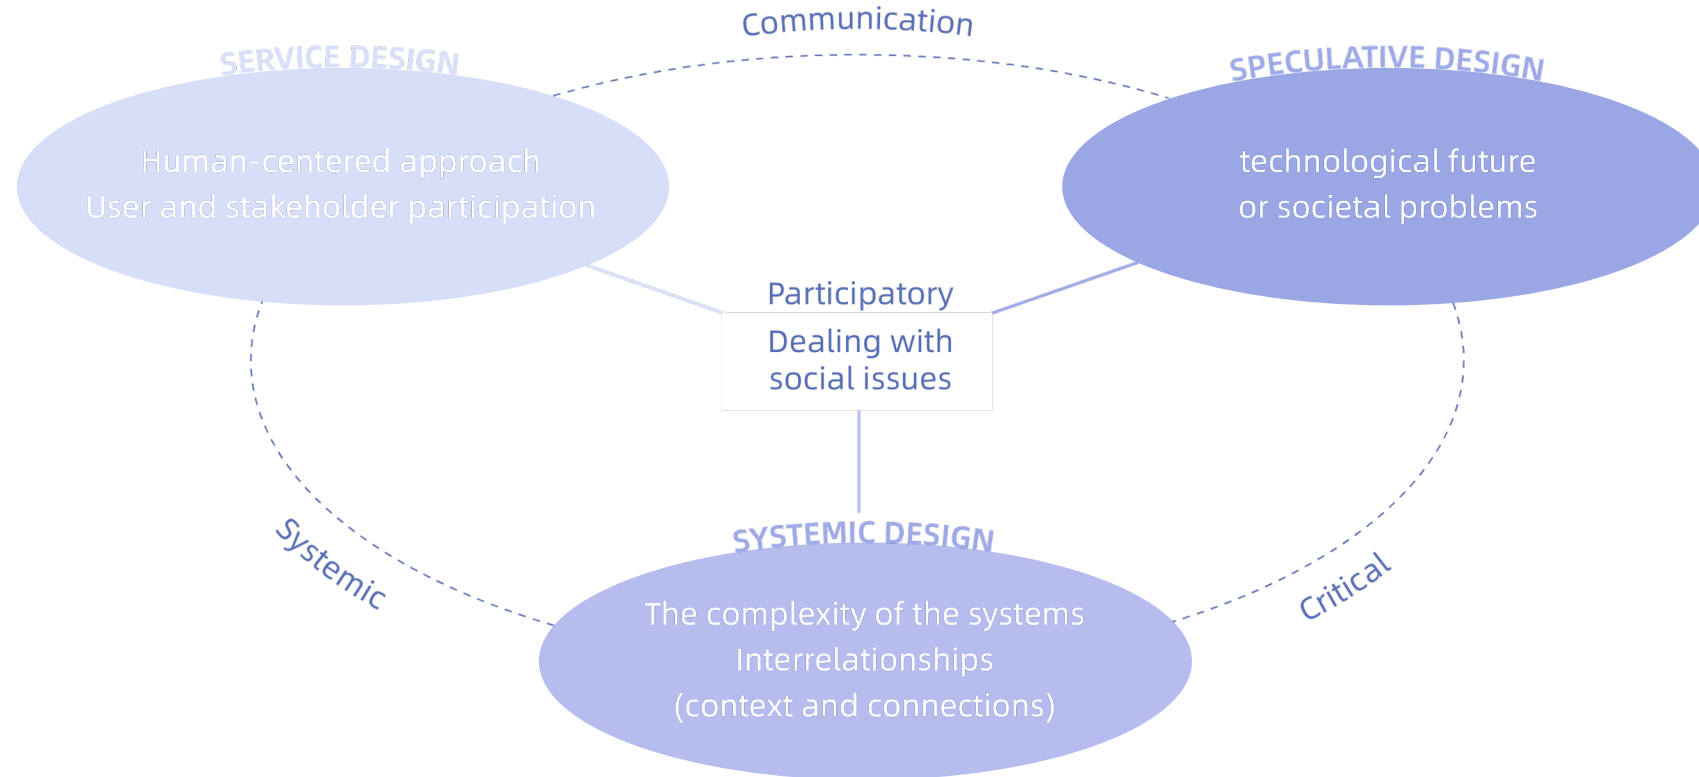 Communication
SERVICE DESIGN
SPECULATIVE DESIGN
Human-centered approach
User and stakeholder participation
technological future
or societal problems
Participatory
Dealing with
social issues
Systemic
Critical
SYSTEMIC DESIGN
The complexity of the systems
Interrelationships
(context and connections)